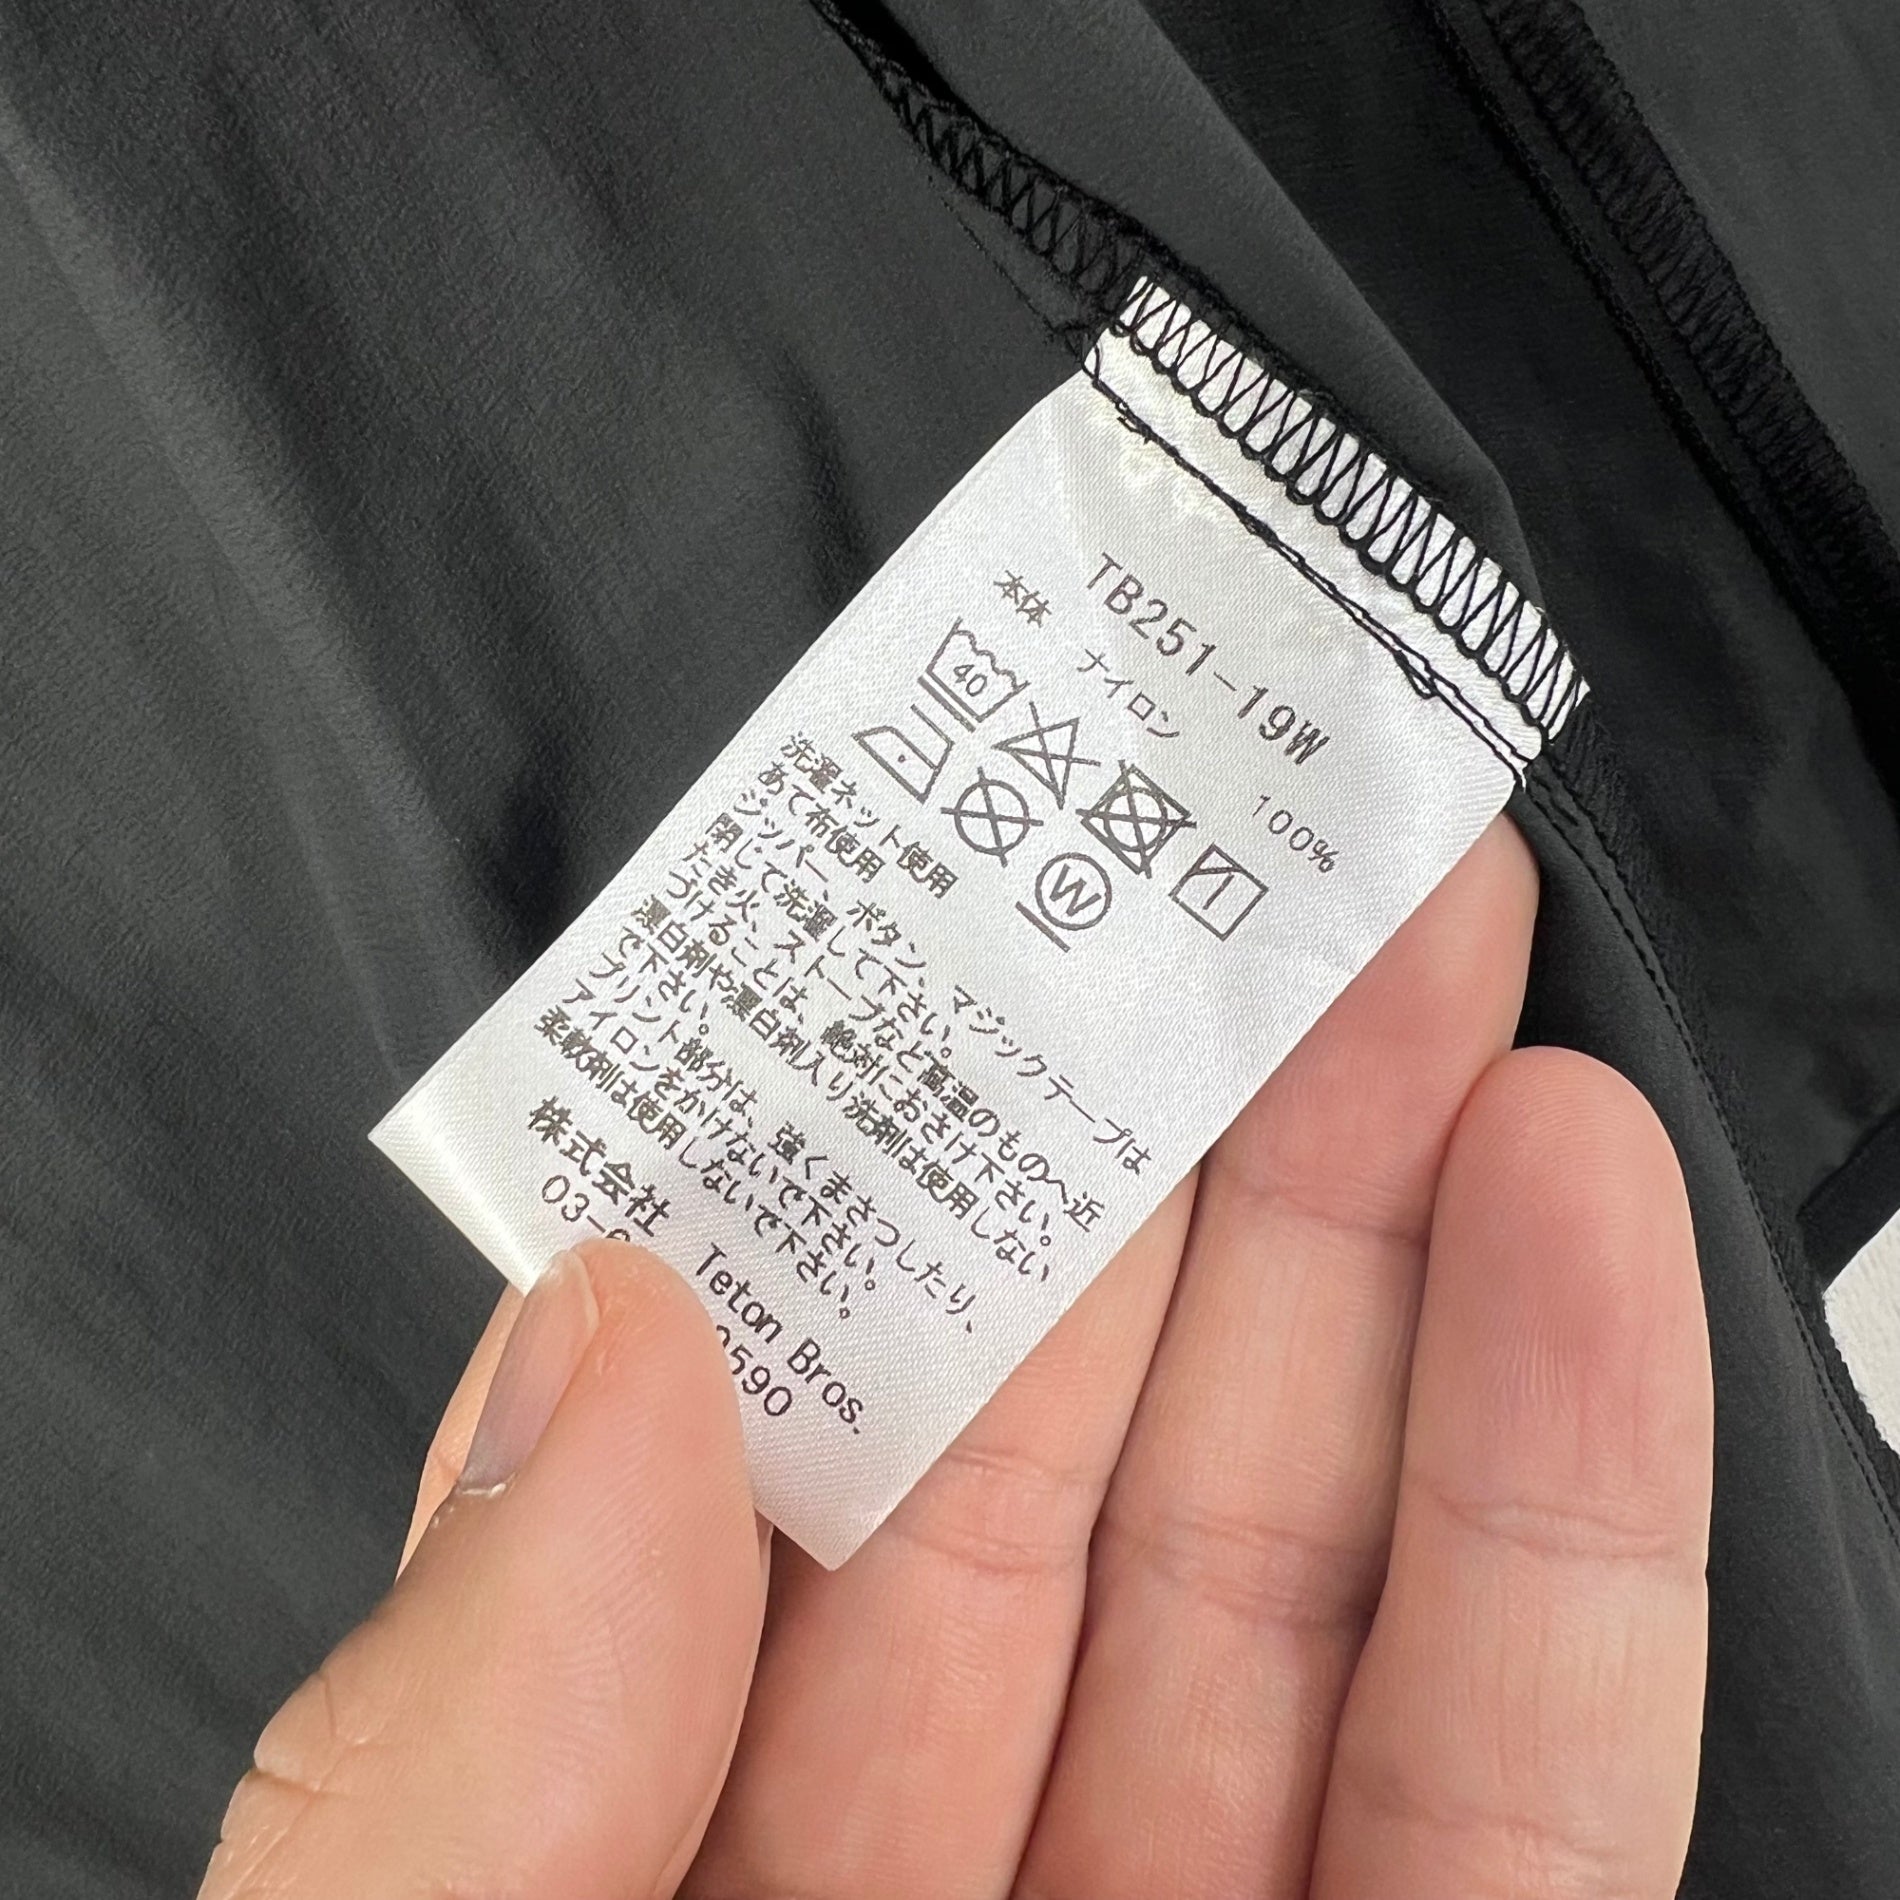 TB251-19W
本体 ナイロン 100%
40
W
洗濯ネット使用
あて布使用
ジッパー、ボタン、マジックテープは
閉じて洗濯して下さい。
たき火、ストーブなど高温のものへ近
づけることは、絶対におさけ下さい。
漂白剤や漂白剤入り洗剤は使用しない
で下さい。
プリント部分は、強くまさつしたり、
アイロンをかけないで下さい。
柔軟剤は使用しないで下さい。
株式会社 Teton Bros.
03- 0590